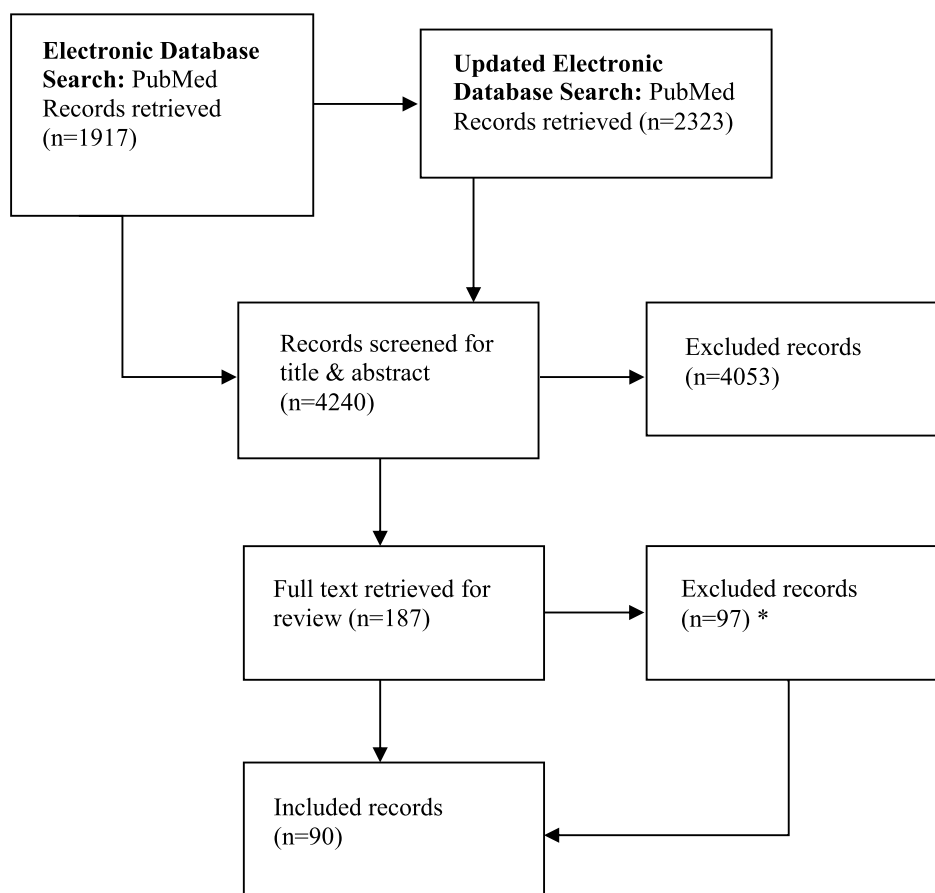 Electronic Database
Search: PubMed
Records retrieved
(n=1917)
Updated Electronic
Database Search: PubMed
Records retrieved (n=2323)
Records screened for
title & abstract
(n=4240)
Excluded records
(n=4053)
Full text retrieved for
review (n=187)
Excluded records
(n=97) *
Included records
(n=90)